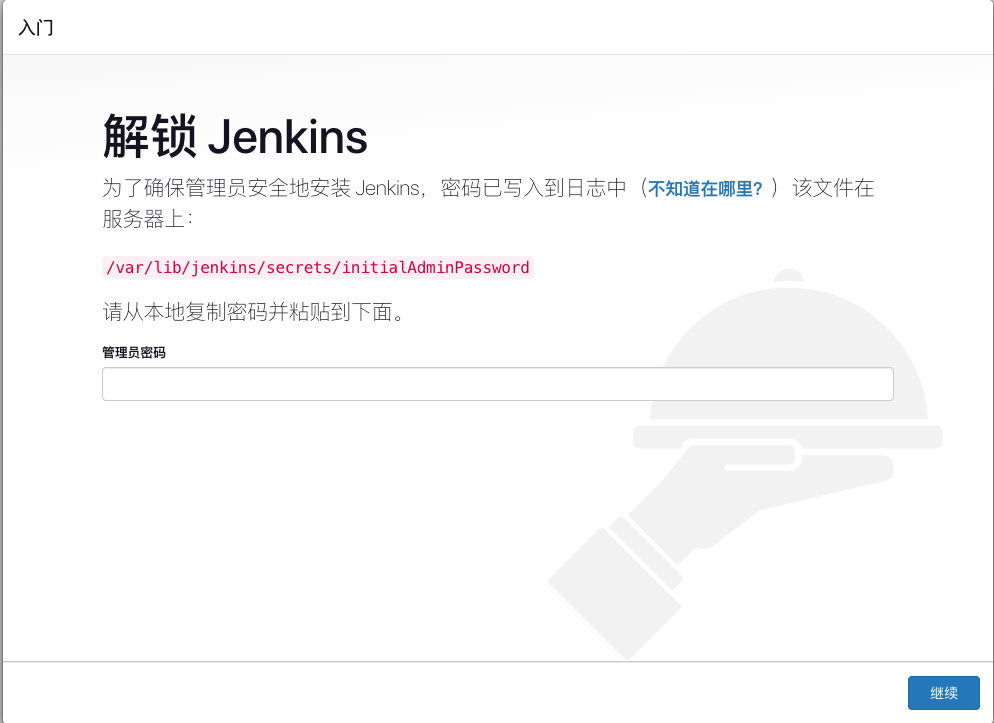 入门
解锁 Jenkins
为了确保管理员安全地安装 Jenkins，密码已写入到日志中（不知道在哪里？）该文件在
服务器上：
/var/lib/jenkins/secrets/initialAdminPassword
请从本地复制密码并粘贴到下面。
管理员密码
继续